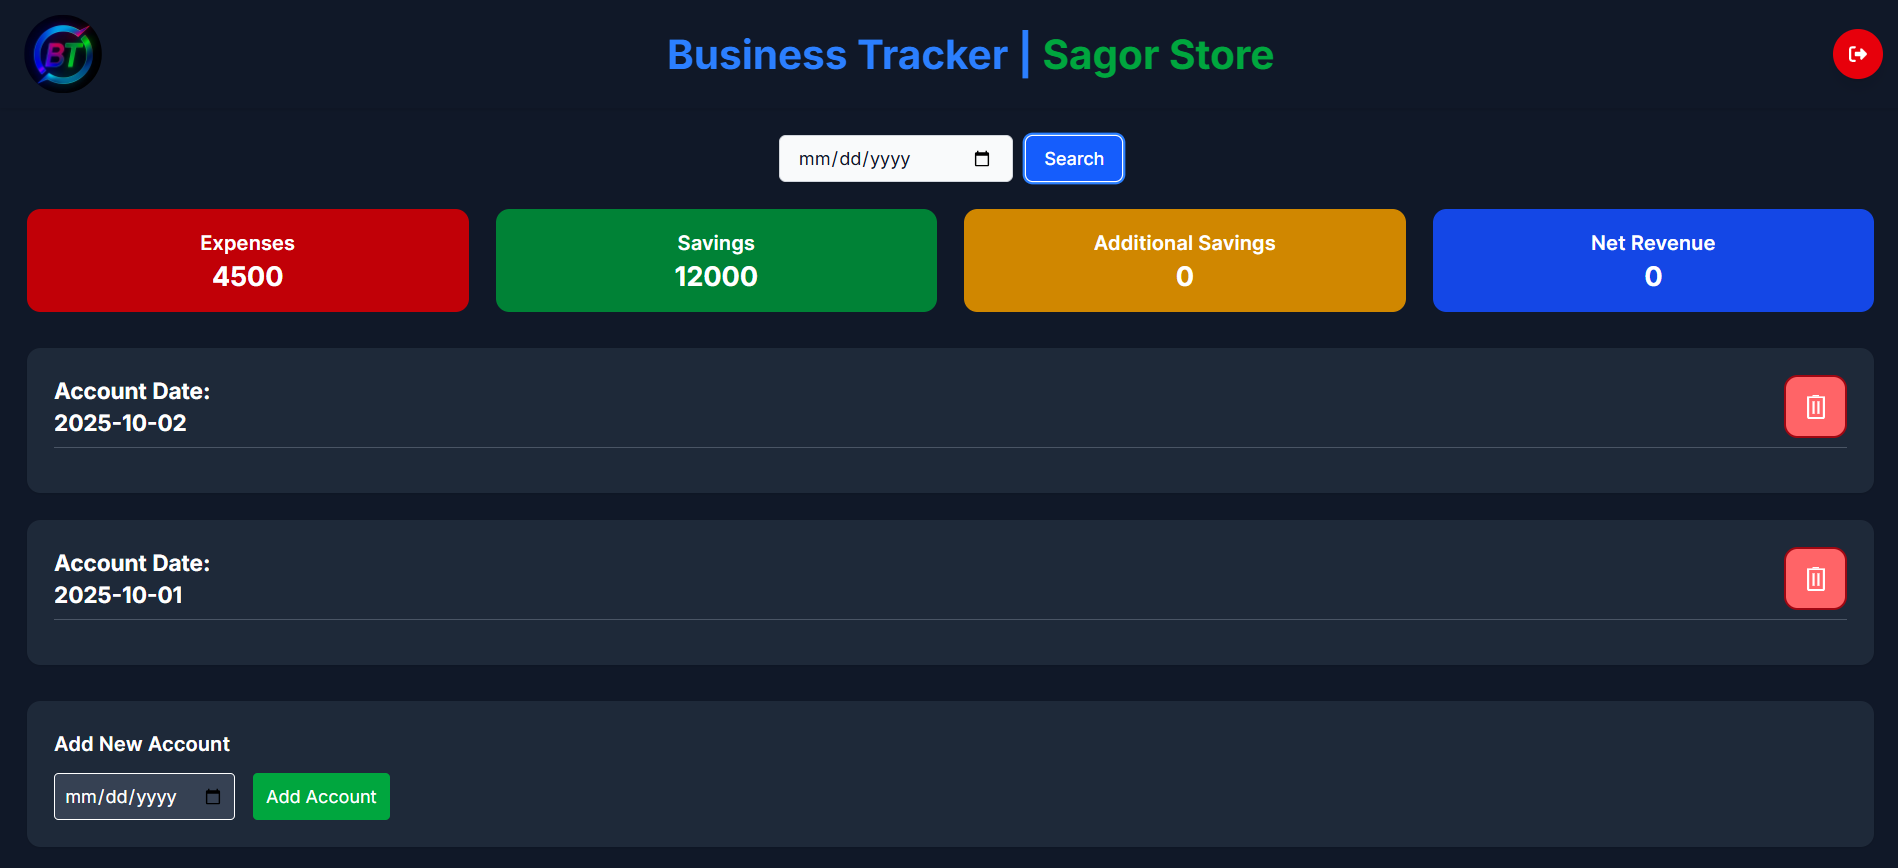 BT
Business Tracker | Sagor Store
mm/dd/yyyy
Search
Expenses
4500
Savings
12000
Additional Savings
0
Net Revenue
0
Account Date:
2025-10-02
Account Date:
2025-10-01
Add New Account
mm/dd/yyyy
Add Account